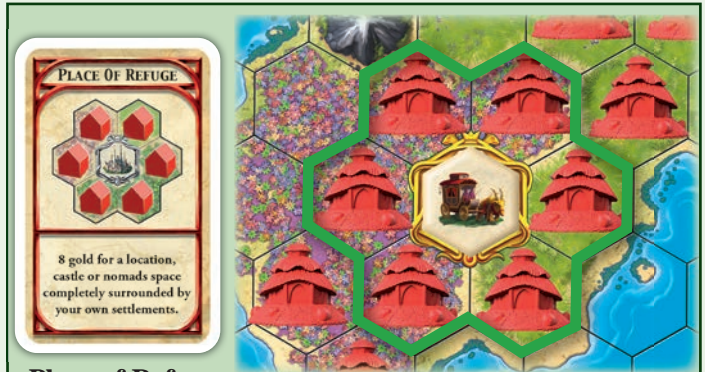 PLACE OF REFUGE
8 gold for a location,
castle or nomads space
completely surrounded by
your own settlements.